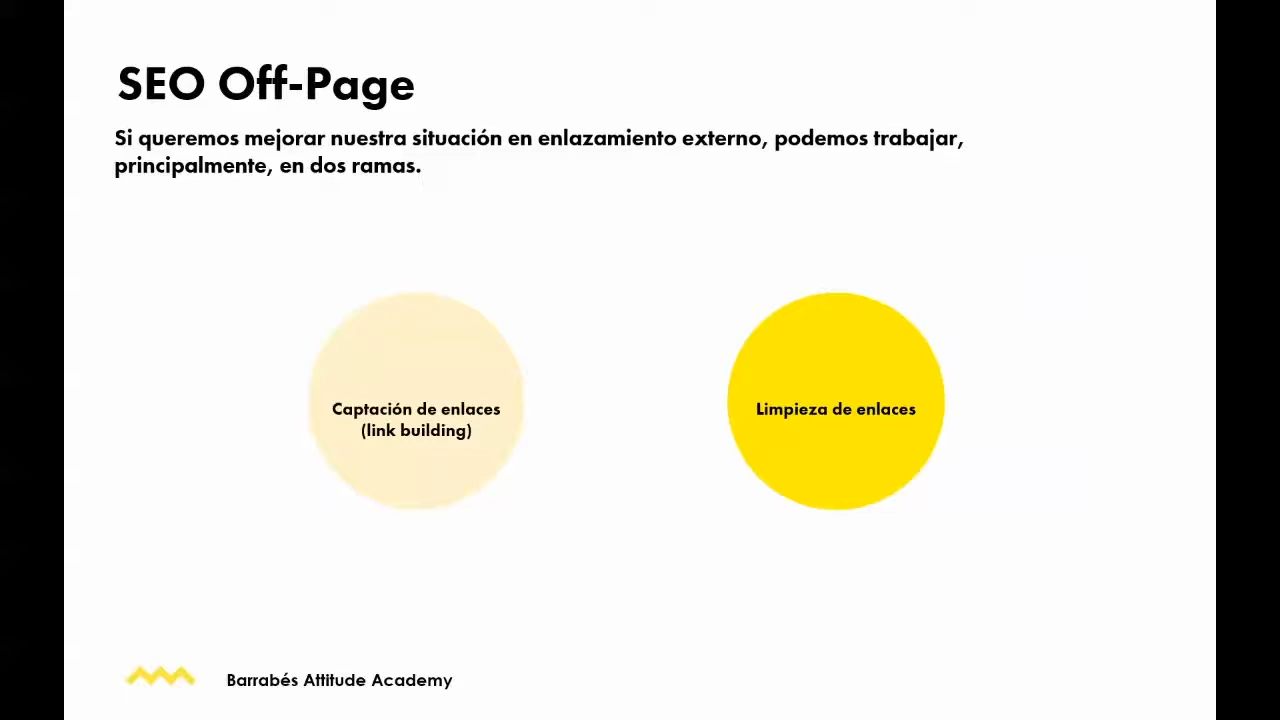 SEO Off-Page
Si queremos mejorar nuestra situación en enlazamiento externo, podemos trabajar,
principalmente, en dos ramas.
Captación de enlaces
(link building)
Limpieza de enlaces
Barrabés Attitude Academy